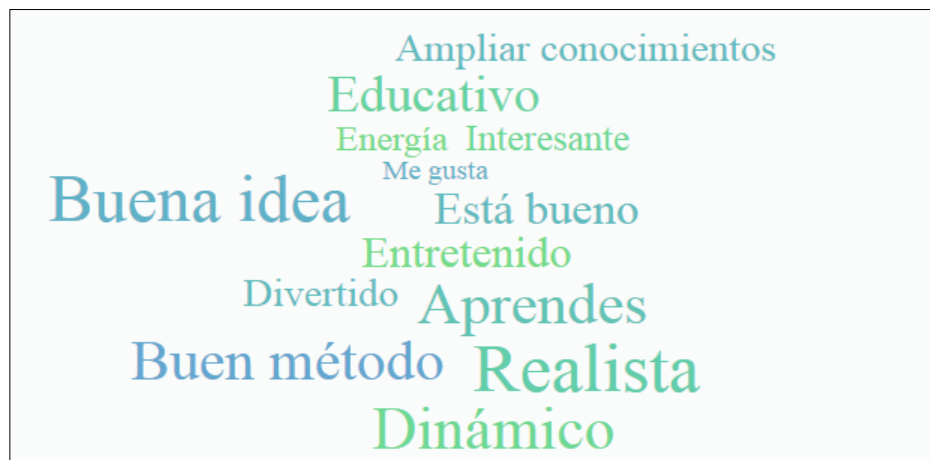 Ampliar conocimientos
Educativo
Energía Interesante
Me gusta
Buena idea
Está bueno
Entretenido
Divertido
Aprendes
Buen método
Realista
Dinámico